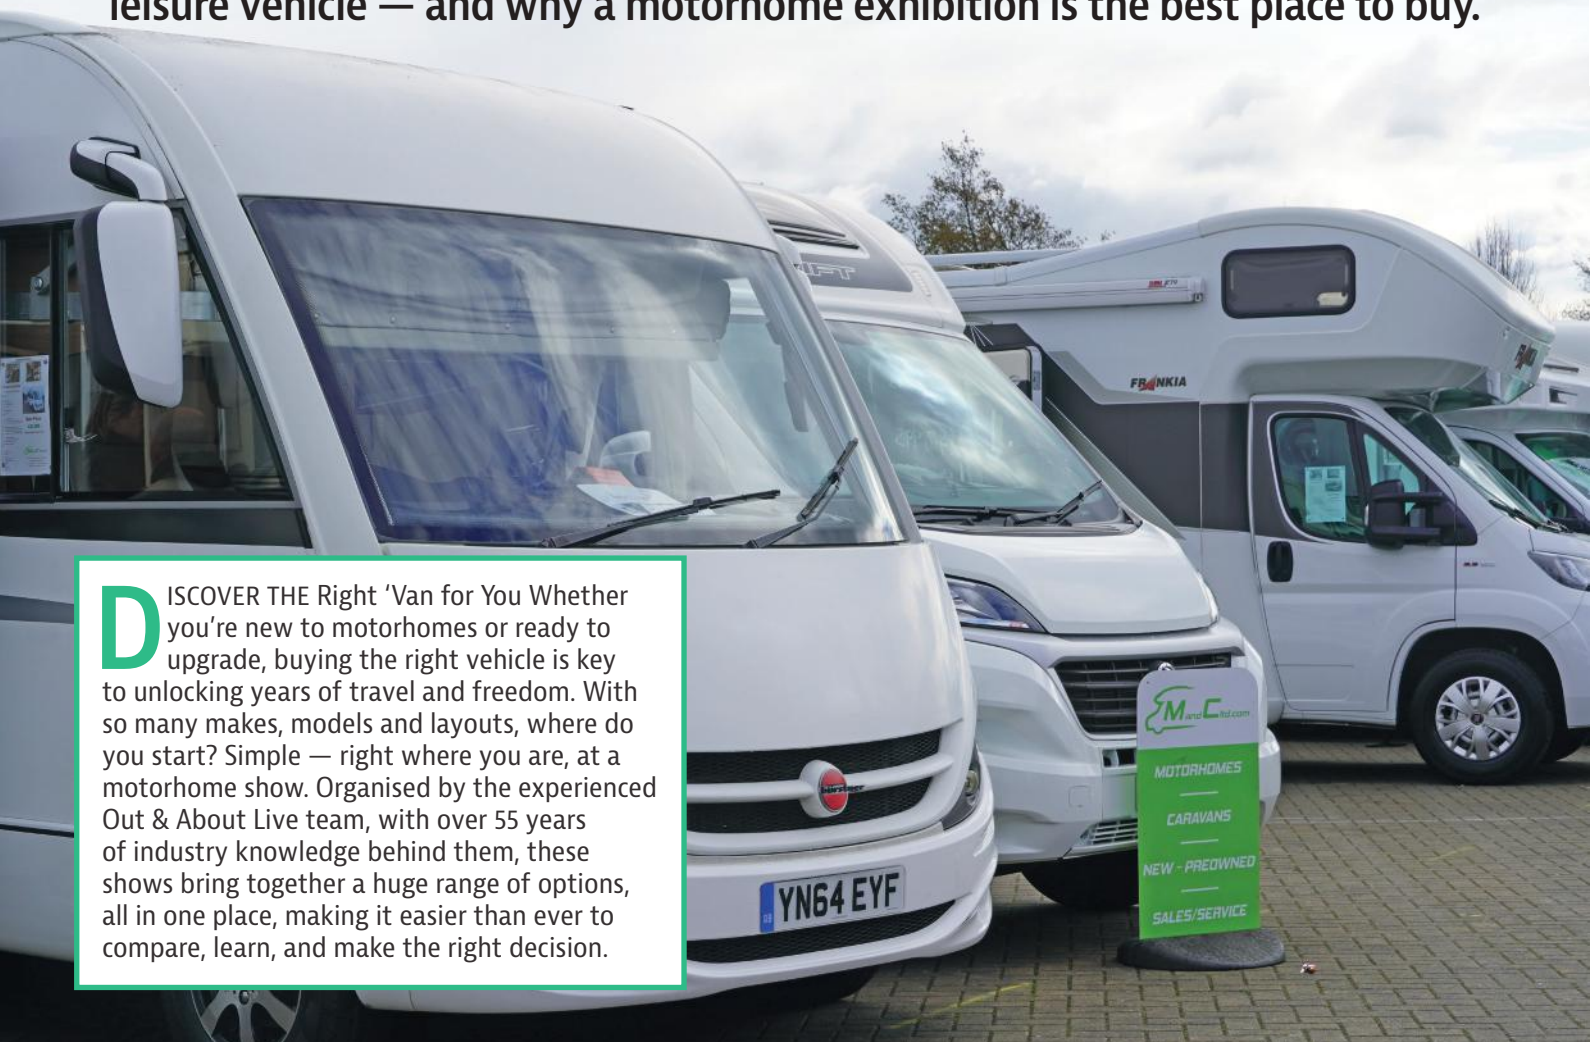 leisure vehicle — and why a motorhome exhibition is the best place to buy.
IFT
FRANKIA
DISCOVER THE Right ‘Van for You Whether
you’re new to motorhomes or ready to
upgrade, buying the right vehicle is key
to unlocking years of travel and freedom. With
so many makes, models and layouts, where do
you start? Simple — right where you are, at a
motorhome show. Organised by the experienced
Out & About Live team, with over 55 years
of industry knowledge behind them, these
shows bring together a huge range of options,
all in one place, making it easier than ever to
compare, learn, and make the right decision.
bürstner
GB YN64 EYF
MandCltd.com
MOTORHOMES
CARAVANS
NEW - PREOWNED
SALES/SERVICE